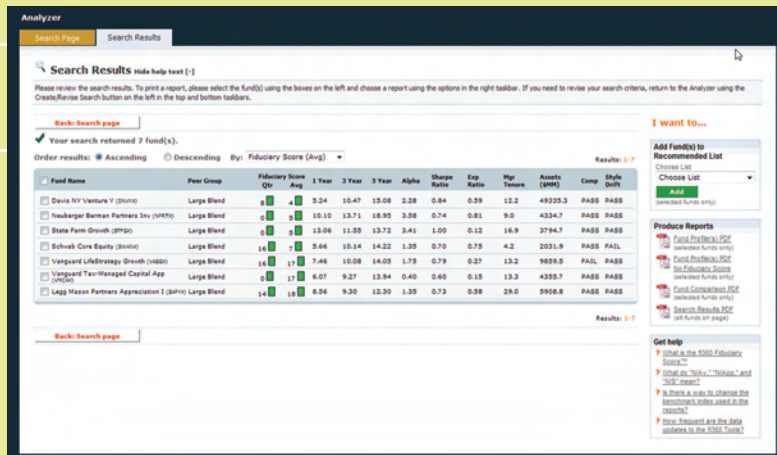 Analyzer
Search Page
Search Results
Search Results Hide help text [-]
Please review the search results. To print a report, please select the fund(s) using the boxes on the left and choose a report using the options in the right taskbar. If you need to revise your search criteria, return to the Analyzer using the
Create/Revise Search button on the left in the top and bottom taskbars.
Back: Search page
Your search returned 7 fund(s).
Order results: Ascending Descending By: Fiduciary Score (Avg)
Results: 1-7
Fund Name Peer Group Fiduciary Score Qtr Avg 1 Year 3 Year 5 Year Alpha Sharpe Ratio Exp Ratio Mgr Tenure Assets ($MM) Comp Style Drift
Davis NY Venture Y (DNVYX) Large Blend 8 4 5.24 10.47 15.08 2.28 0.84 0.59 12.2 49335.3 PASS PASS
Neuberger Berman Partners Inv Large Blend 0 5 10.10 13.71 18.95 3.58 0.74 0.81 9.0 4334.7 PASS PASS
State Farm Growth (STFGX) Large Blend 0 5 13.06 11.55 13.72 3.41 1.00 0.12 16.9 3794.7 PASS PASS
Schwab Core Equity (SWANX) Large Blend 16 7 5.66 10.14 14.22 1.35 0.70 0.75 4.2 2031.9 PASS FAIL
Vanguard LifeStrategy Growth (VASGX) Large Blend 16 17 7.46 10.08 14.05 1.75 0.79 0.27 13.2 9859.5 FAIL PASS
Vanguard Tax-Managed Capital App
(VMCAX) Large Blend 0 17 6.07 9.27 13.94 0.40 0.60 0.15 13.3 4355.7 PASS PASS
Legg Mason Partners Appreciation I Large Blend 14 18 8.56 9.30 12.30 1.35 0.73 0.58 29.0 5908.8 PASS PASS
Results: 1-7
Back: Search page
I want to...
Add Fund(s) to
Recommended List
Choose List
Choose List
Add
(selected funds only)
Produce Reports
Fund Profile(s) PDF
(selected funds only)
Fund Profile(s) PDF
No Fiduciary Score
(selected funds only)
Fund Comparison PDF
(selected funds only)
Search Results PDF
(all funds on page)
Get help
? What is the fi360 Fiduciary
Score™?
? What do "N/Av," "N/App," and
"N/S" mean?
? Is there a way to change the
benchmark index used in the
reports?
? How frequent are the data
updates to the fi360 Tools?